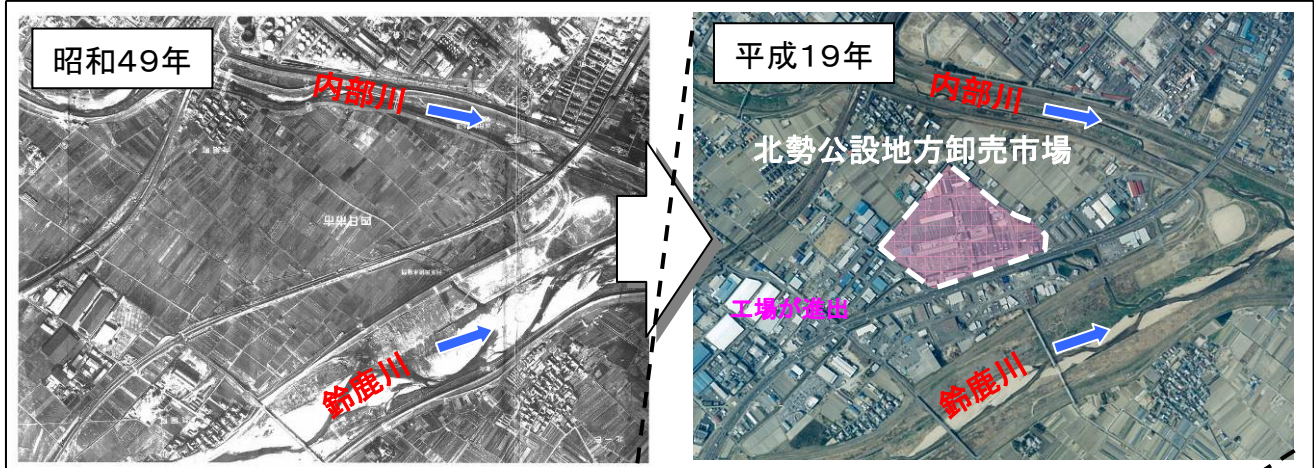 昭和49年
内部川
鈴鹿川
平成19年
内部川
北勢公設地方卸売市場
工場が進出
鈴鹿川